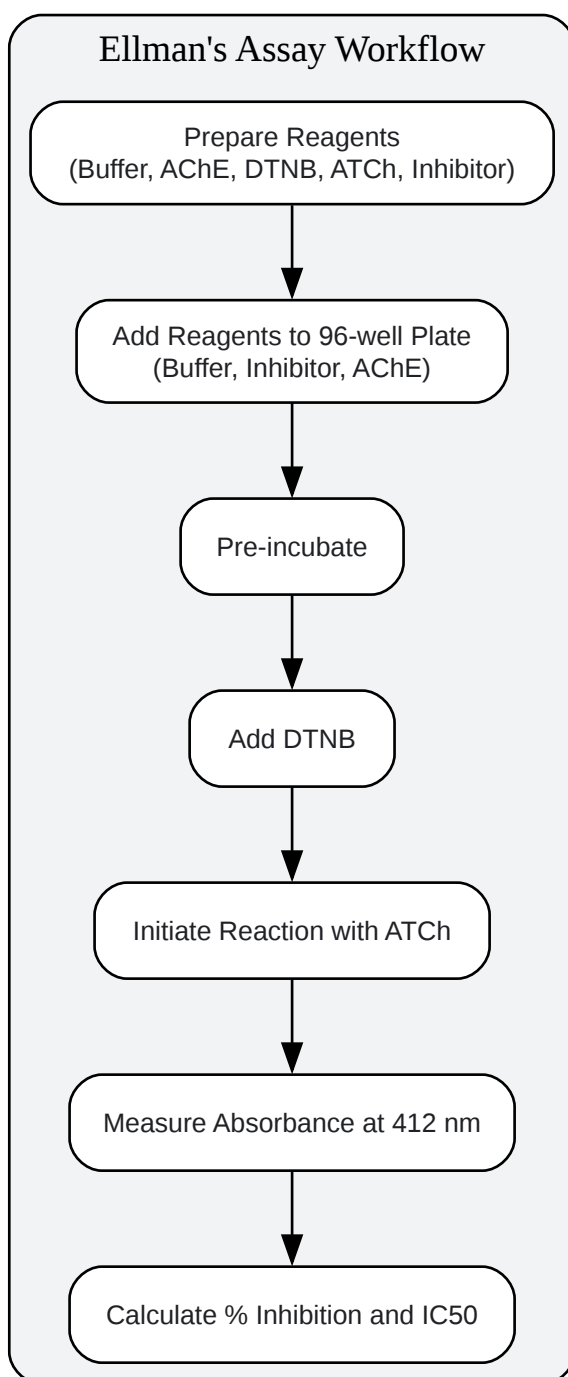 Ellman's Assay Workflow
Prepare Reagents
(Buffer, AChE, DTNB, ATCh, Inhibitor)
Add Reagents to 96-well Plate
(Buffer, Inhibitor, AChE)
Pre-incubate
Add DTNB
Initiate Reaction with ATCh
Measure Absorbance at 412 nm
Calculate % Inhibition and IC50